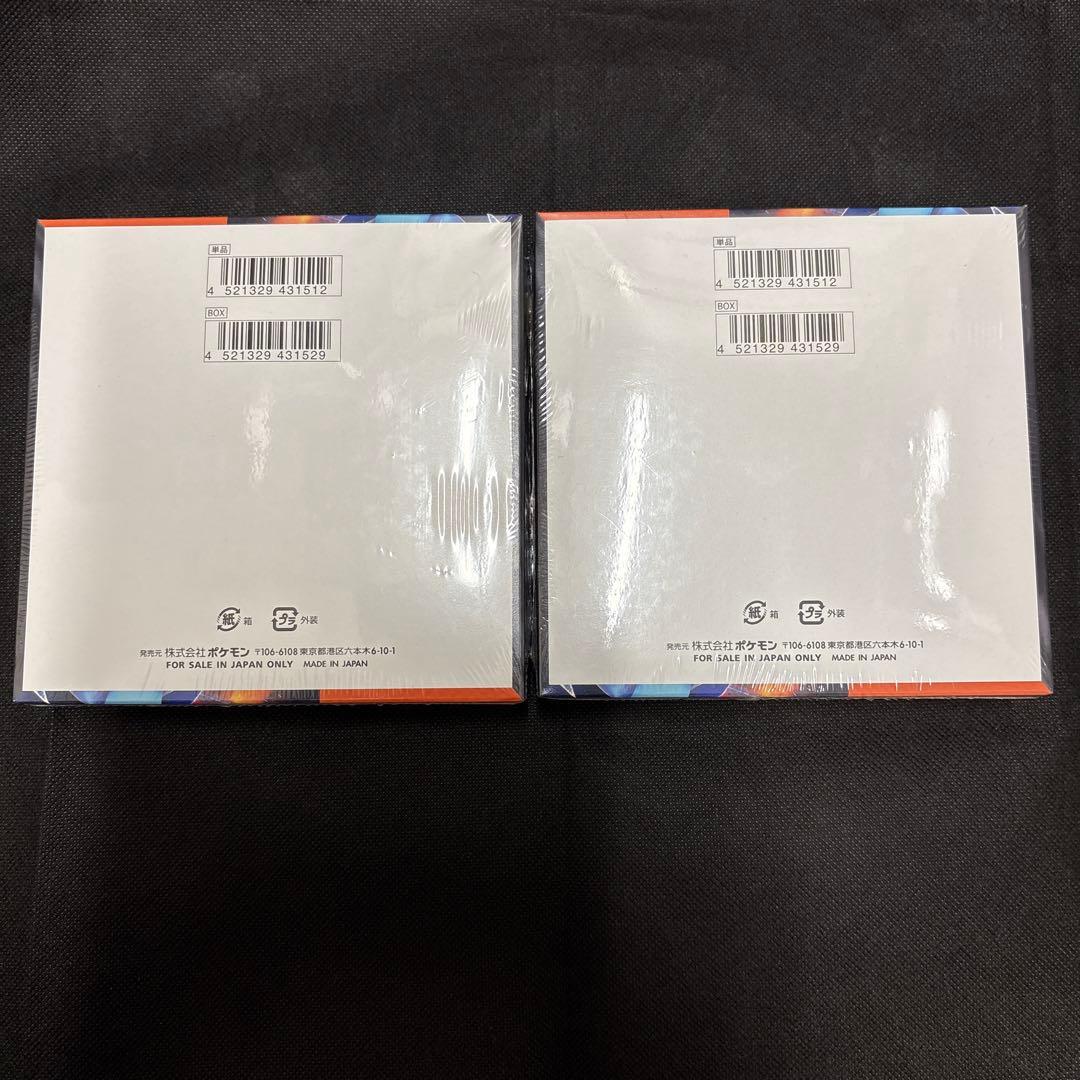 単品
4 521329 431512
BOX
4 521329 431529
紙 箱 プラ 外装
発売元 株式会社ポケモン 〒106-6108 東京都港区六本木6-10-1
FOR SALE IN JAPAN ONLY MADE IN JAPAN
単品
4 521329 431512
BOX
4 521329 431529
紙 箱 プラ 外装
発売元 株式会社ポケモン 〒106-6108 東京都港区六本木6-10-1
FOR SALE IN JAPAN ONLY MADE IN JAPAN